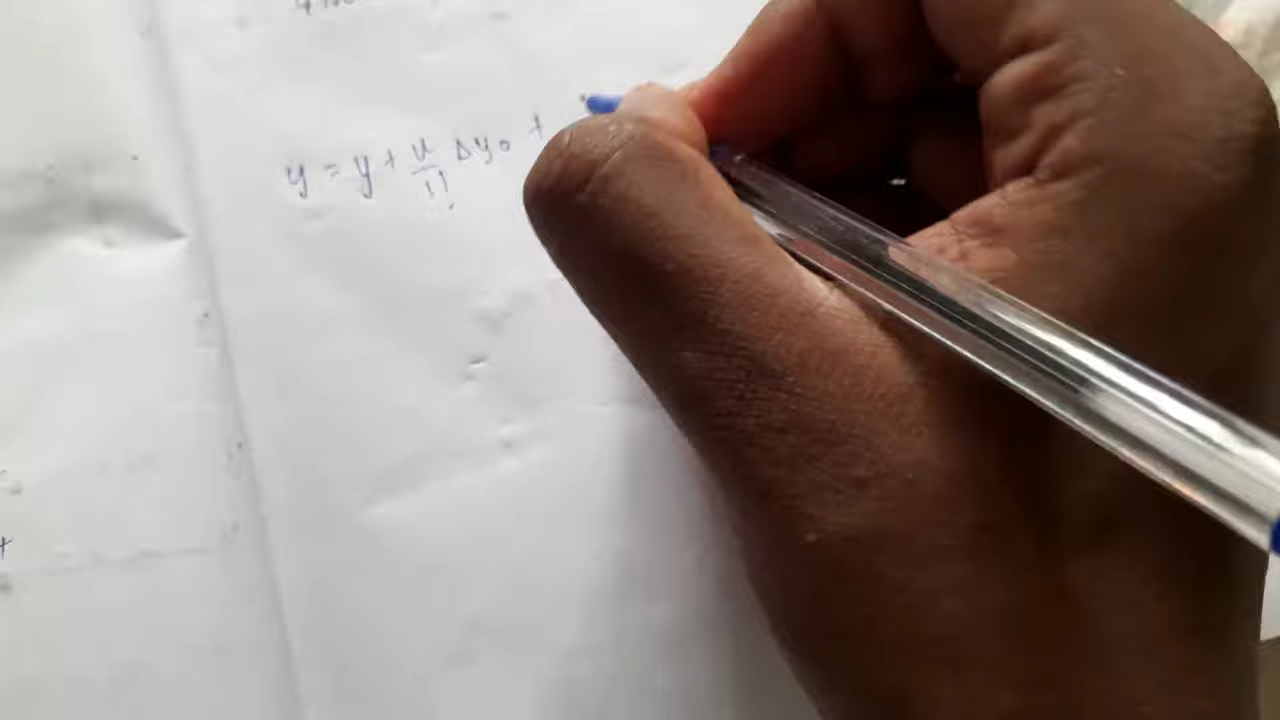 y = y + u/1! Δy₀ +